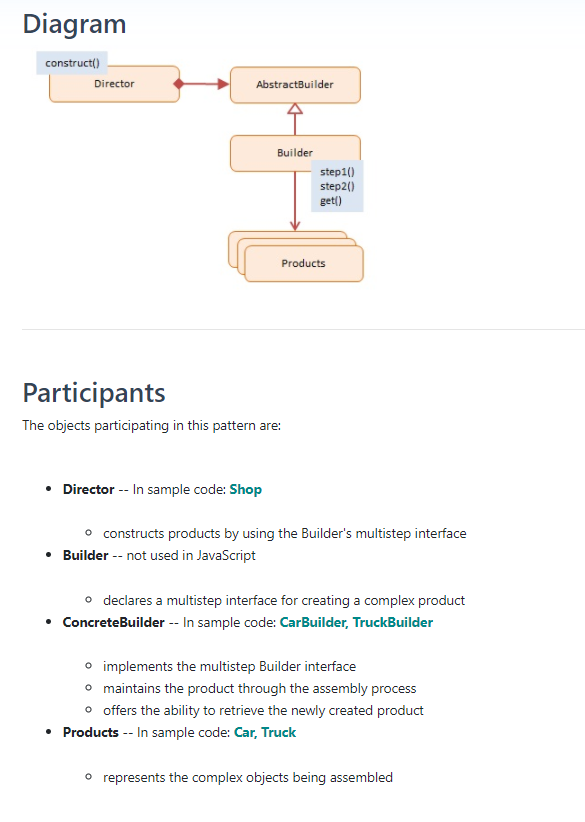 Diagram
construct()
Director
AbstractBuilder
Builder
step1()
step2()
get()
Products
Participants
The objects participating in this pattern are:
• Director -- In sample code: Shop
○ constructs products by using the Builder's multistep interface
• Builder -- not used in JavaScript
○ declares a multistep interface for creating a complex product
• ConcreteBuilder -- In sample code: CarBuilder, TruckBuilder
○ implements the multistep Builder interface
○ maintains the product through the assembly process
○ offers the ability to retrieve the newly created product
• Products -- In sample code: Car, Truck
○ represents the complex objects being assembled